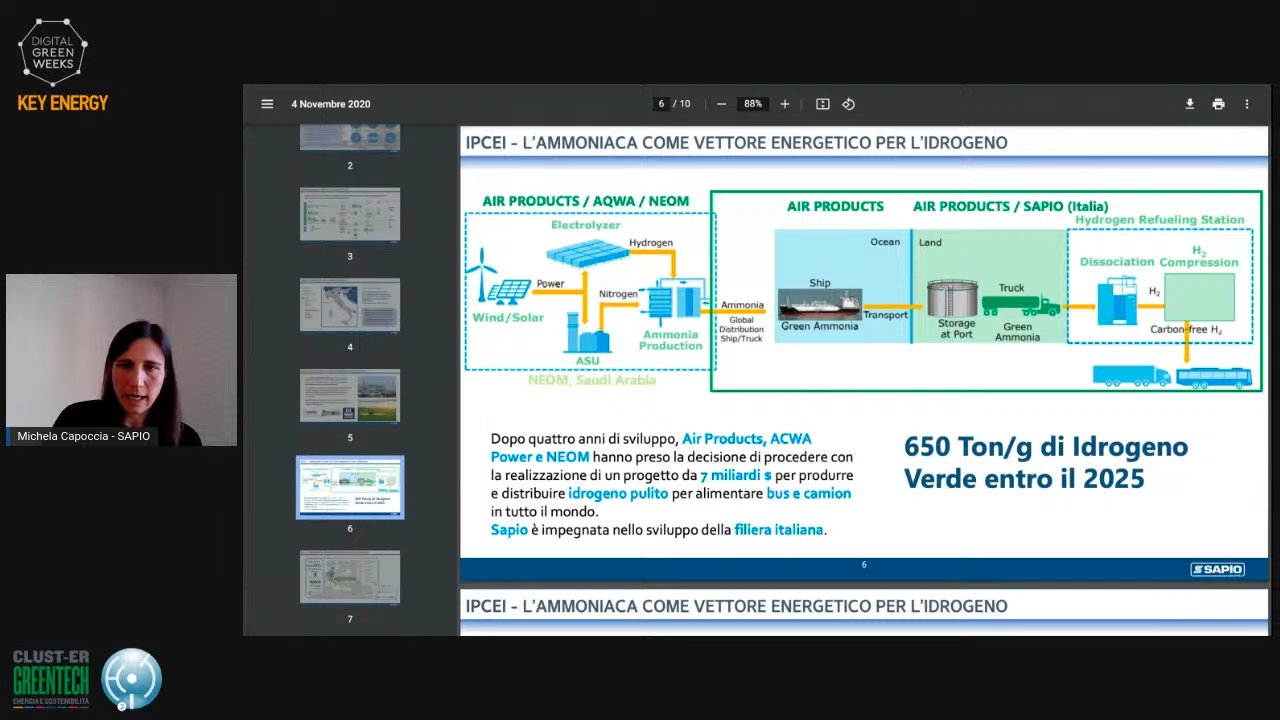 DIGITAL
GREEN
WEEKS
KEY ENERGY
4 Novembre 2020
6 / 10
88%
2
3
4
5
6
7
IPCEI - L'AMMONIACA COME VETTORE ENERGETICO PER L'IDROGENO
AIR PRODUCTS / AQWA / NEOM
Electrolyzer
Hydrogen
Power
Nitrogen
Wind/Solar
ASU
Ammonia
Production
NEOM, Saudi Arabia
Ammonia
Global
Distribution
Ship/Truck
AIR PRODUCTS
AIR PRODUCTS / SAPIO (Italia)
Hydrogen Refueling Station
Ocean
Land
Ship
Green Ammonia
Transport
Storage
at Port
Truck
Green
Ammonia
Dissociation
H2
Compression
H2
Carbon-free H2
Dopo quattro anni di sviluppo, Air Products, ACWA
Power e NEOM hanno preso la decisione di procedere con
la realizzazione di un progetto da 7 miliardi $ per produrre
e distribuire idrogeno pulito per alimentare bus e camion
in tutto il mondo.
Sapio è impegnata nello sviluppo della filiera italiana.
650 Ton/g di Idrogeno
Verde entro il 2025
6
SAPIO
IPCEI - L'AMMONIACA COME VETTORE ENERGETICO PER L'IDROGENO
Michela Capoccia - SAPIO
CLUST-ER
GREENTECH
ENERGIA E SOSTENIBILITÀ
2